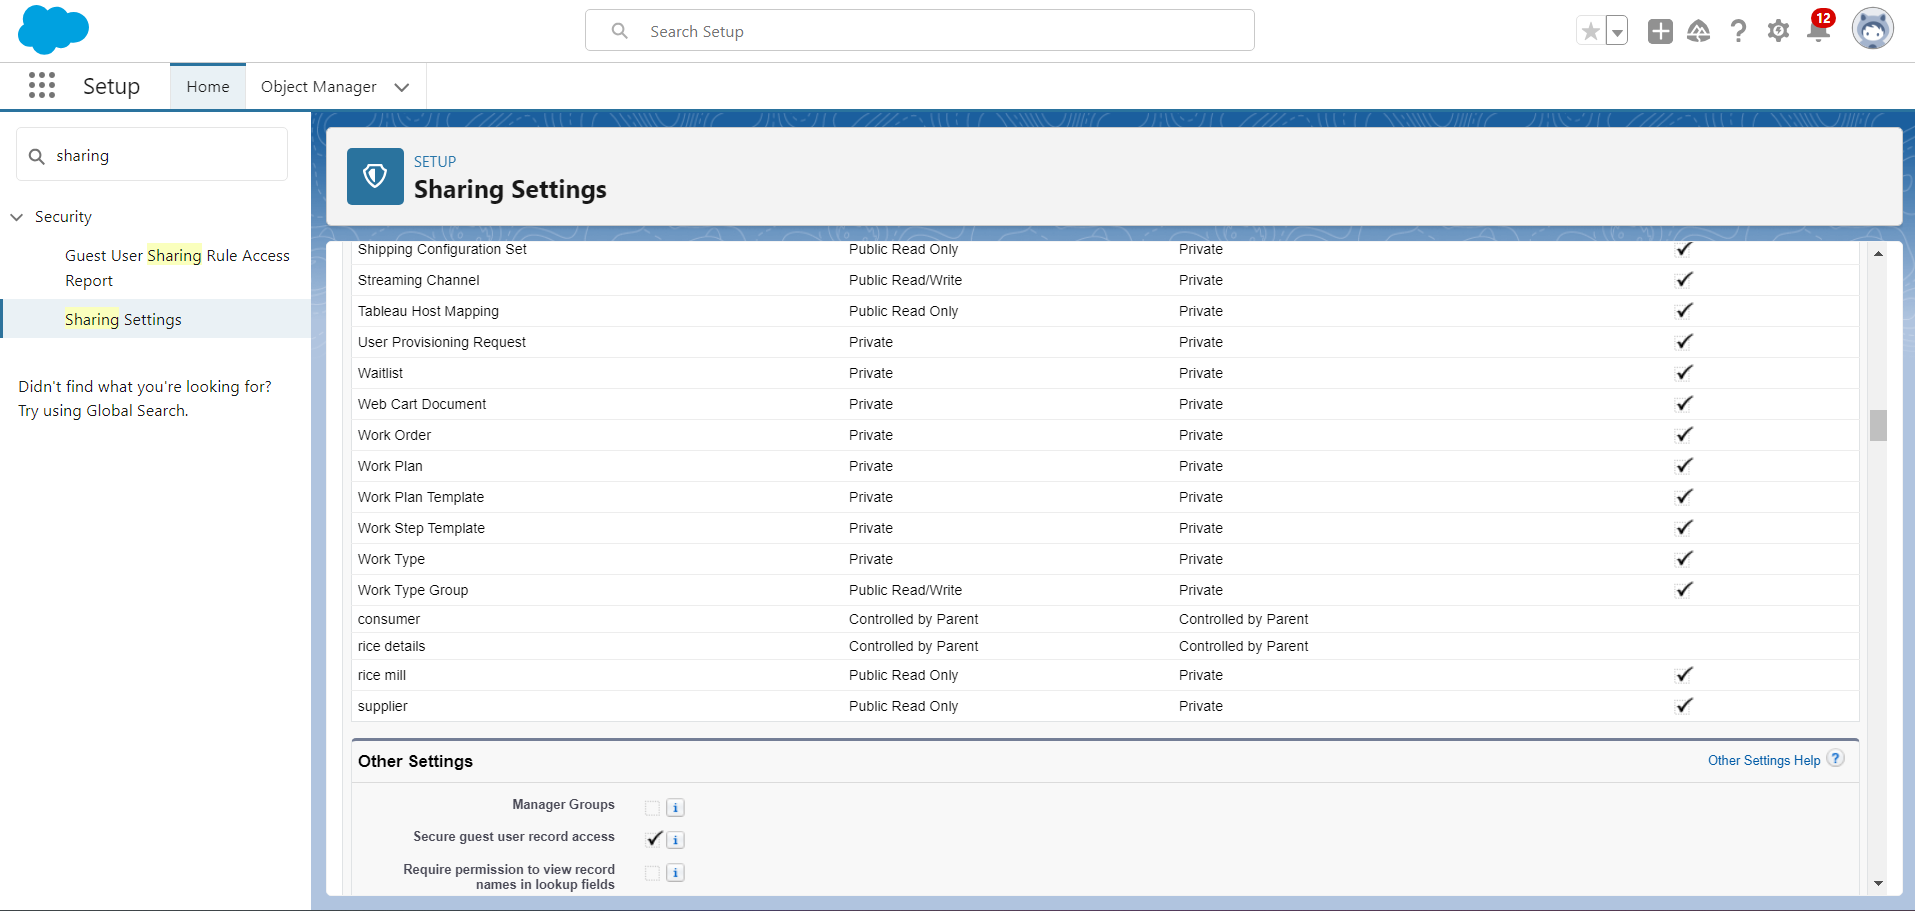 Search Setup
12
Setup
Home
Object Manager
sharing
Security
Guest User Sharing Rule Access
Report
Sharing Settings
Didn't find what you're looking for?
Try using Global Search.
SETUP
Sharing Settings
Shipping Configuration Set Public Read Only Private
Streaming Channel Public Read/Write Private
Tableau Host Mapping Public Read Only Private
User Provisioning Request Private Private
Waitlist Private Private
Web Cart Document Private Private
Work Order Private Private
Work Plan Private Private
Work Plan Template Private Private
Work Step Template Private Private
Work Type Private Private
Work Type Group Public Read/Write Private
consumer Controlled by Parent Controlled by Parent
rice details Controlled by Parent Controlled by Parent
rice mill Public Read Only Private
supplier Public Read Only Private
Other Settings
Other Settings Help ?
Manager Groups i
Secure guest user record access i
Require permission to view record
names in lookup fields i